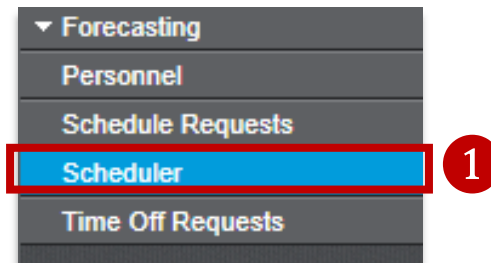 Forecasting
Personnel
Schedule Requests
Scheduler
1
Time Off Requests